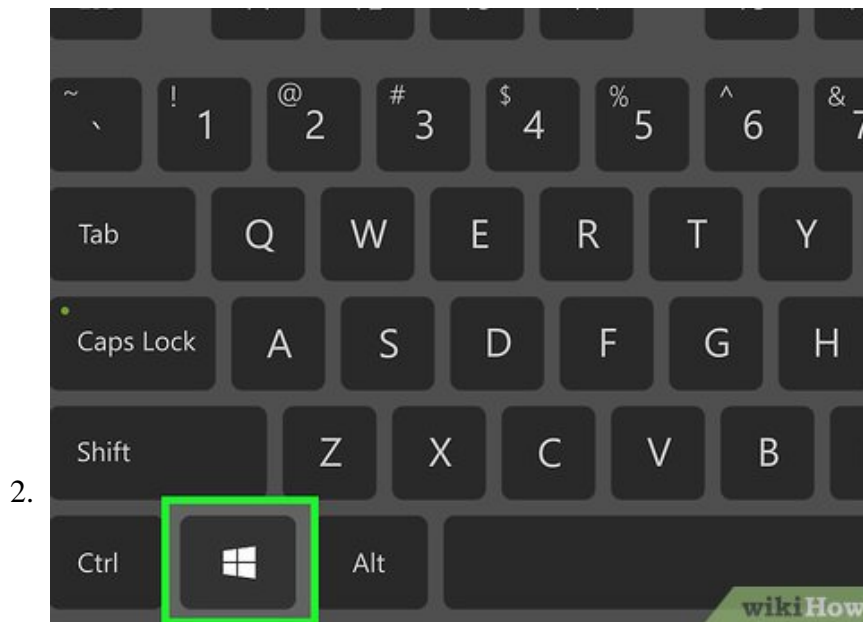 ~ ` ! 1 @ 2 # 3 $ 4 % 5 ^ 6 & 7
Tab Q W E R T Y
Caps Lock A S D F G H
Shift Z X C V B
2.
Ctrl Alt
wikiHow